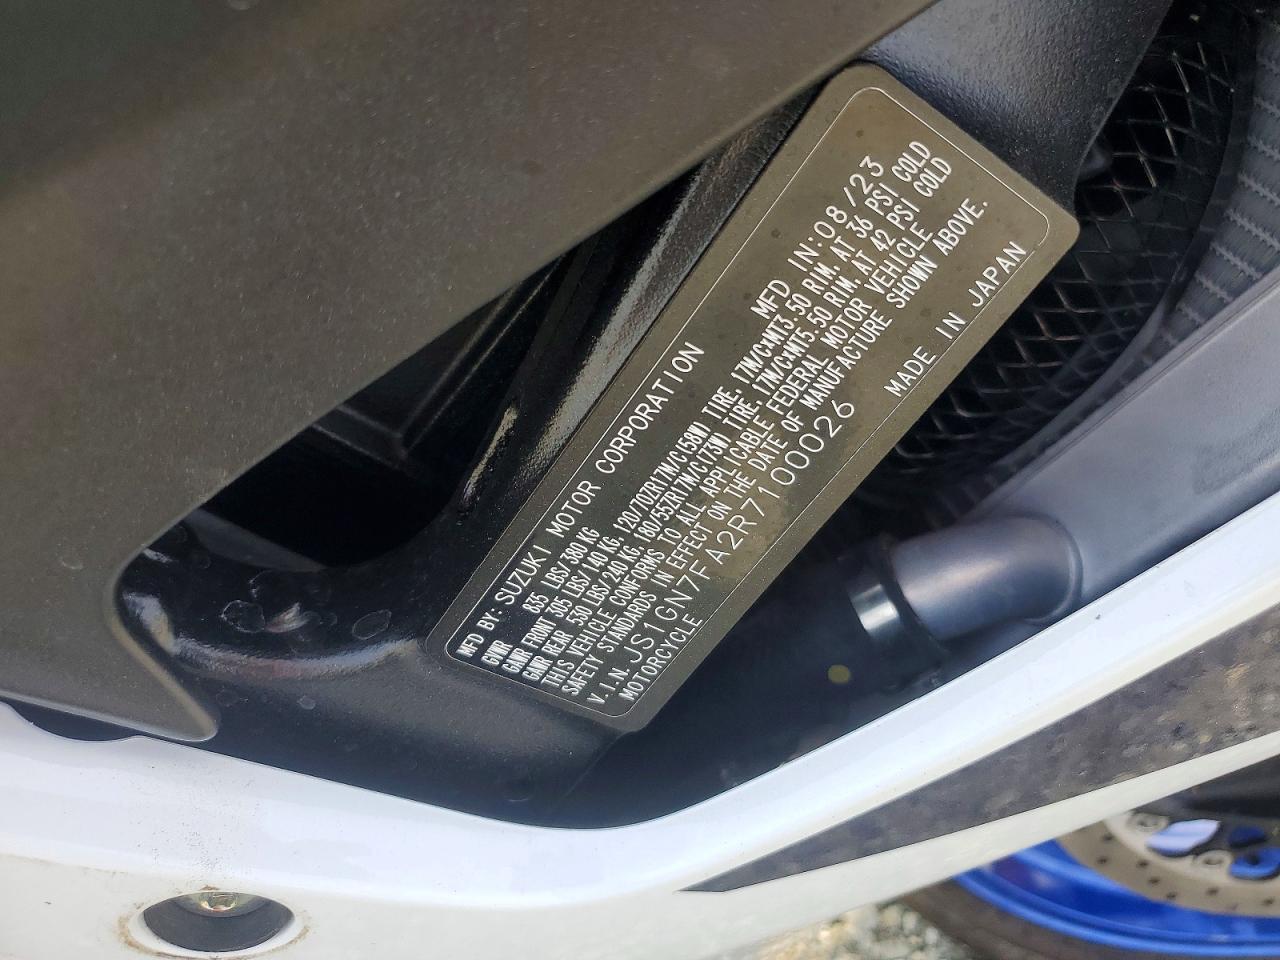 MFD BY: SUZUKI MOTOR CORPORATION MFD IN:08/23
GVWR 835 LBS/380 KG
GAWR FRONT 305 LBS/140 KG, 120/70ZR17M/C(58W) TIRE, 17M/C×MT3.50 RIM, AT 36 PSI COLD
GAWR REAR 530 LBS/240 KG, 180/55ZR17M/C(73W) TIRE, 17M/C×MT5.50 RIM, AT 42 PSI COLD
THIS VEHICLE CONFORMS TO ALL APPLICABLE FEDERAL MOTOR VEHICLE
SAFETY STANDARDS IN EFFECT ON THE DATE OF MANUFACTURE SHOWN ABOVE.
V.I.N. JS1GN7FA2R7100026
MOTORCYCLE MADE IN JAPAN